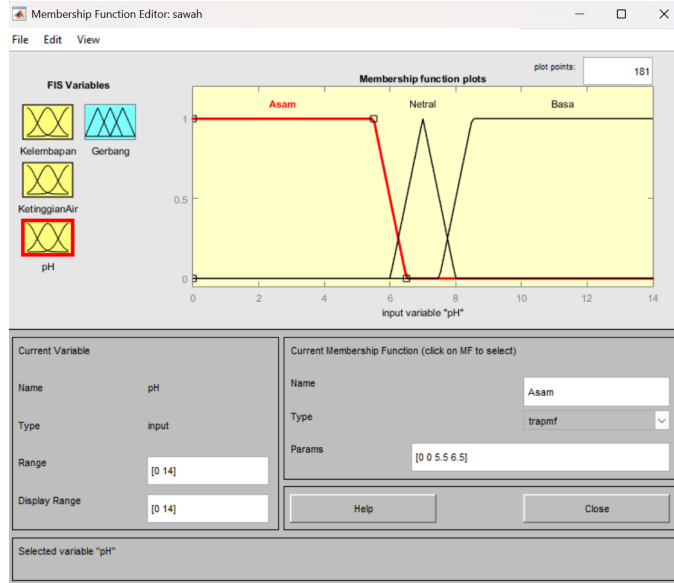 Membership Function Editor: sawah
File Edit View
FIS Variables
Kelembapan
Gerbang
KetinggianAir
pH
plot points:
181
Membership function plots
Asam
Netral
Basa
1
0.5
0
0 2 4 6 8 10 12 14
input variable "pH"
Current Variable
Name pH
Type input
Range [0 14]
Display Range [0 14]
Current Membership Function (click on MF to select)
Name Asam
Type trapmf
Params [0 0 5.5 6.5]
Help
Close
Selected variable "pH"